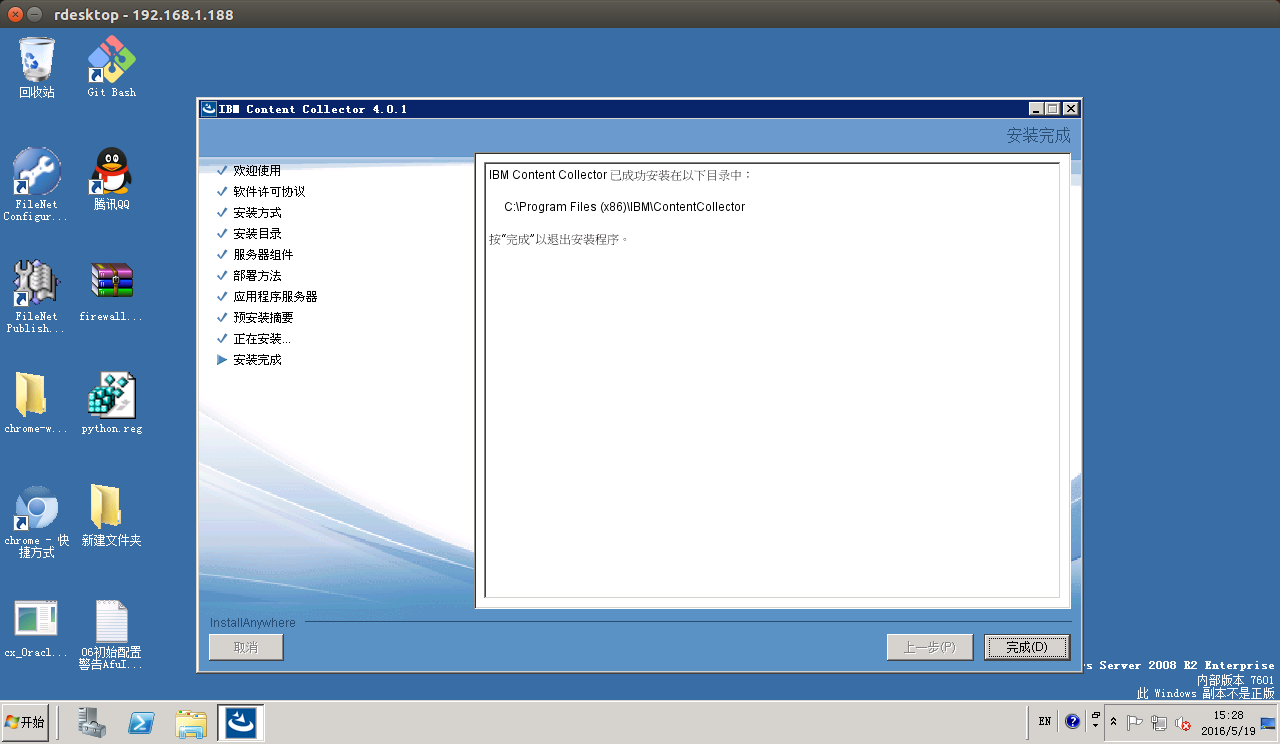 rdesktop - 192.168.1.188
回收站
Git Bash
FileNet
Configur...
腾讯QQ
FileNet
Publish...
firewall...
chrome-w...
python.reg
chrome - 快
捷方式
新建文件夹
cx_Oracl...
06初始配置
警告AfuI...
IBM Content Collector 4.0.1
安装完成
欢迎使用
软件许可协议
安装方式
安装目录
服务器组件
部署方法
应用程序服务器
预安装摘要
正在安装...
安装完成
IBM Content Collector 已成功安装在以下目录中：
C:\Program Files (x86)\IBM\ContentCollector
按“完成”以退出安装程序。
InstallAnywhere
取消
上一步(P)
完成(D)
s Server 2008 R2 Enterprise
内部版本 7601
此 Windows 副本不是正版
开始
EN
15:28
2016/5/19